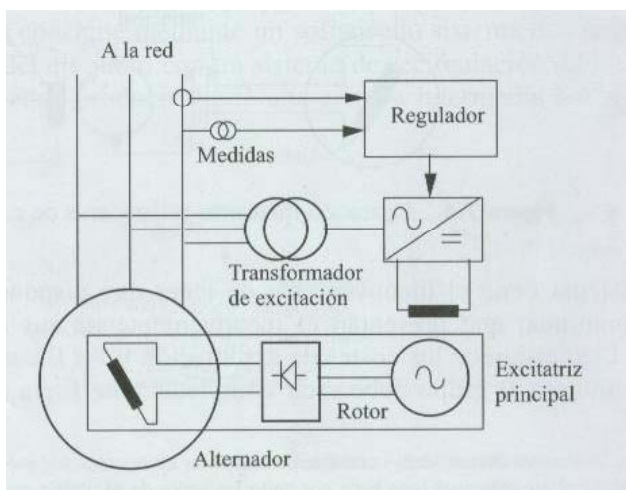 A la red
Regulador
Medidas
Transformador
de excitación
Excitatriz
principal
Rotor
Alternador